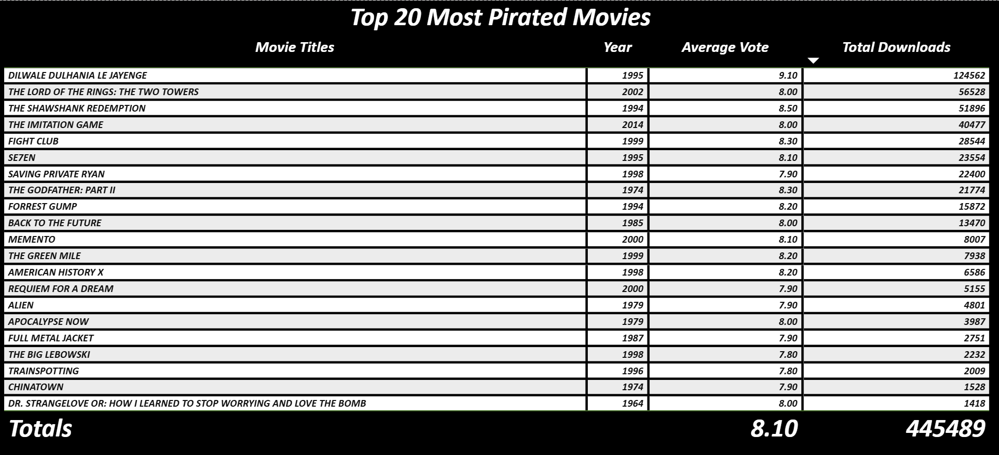 Top 20 Most Pirated Movies
Movie Titles Year Average Vote Total Downloads
DILWALE DULHANIA LE JAYENGE 1995 9.10 124562
THE LORD OF THE RINGS: THE TWO TOWERS 2002 8.00 56528
THE SHAWSHANK REDEMPTION 1994 8.50 51896
THE IMITATION GAME 2014 8.00 40477
FIGHT CLUB 1999 8.30 28544
SE7EN 1995 8.10 23554
SAVING PRIVATE RYAN 1998 7.90 22400
THE GODFATHER: PART II 1974 8.30 21774
FORREST GUMP 1994 8.20 15872
BACK TO THE FUTURE 1985 8.00 13470
MEMENTO 2000 8.10 8007
THE GREEN MILE 1999 8.20 7938
AMERICAN HISTORY X 1998 8.20 6586
REQUIEM FOR A DREAM 2000 7.90 5155
ALIEN 1979 7.90 4801
APOCALYPSE NOW 1979 8.00 3987
FULL METAL JACKET 1987 7.90 2751
THE BIG LEBOWSKI 1998 7.80 2232
TRAINSPOTTING 1996 7.80 2009
CHINATOWN 1974 7.90 1528
DR. STRANGELOVE OR: HOW I LEARNED TO STOP WORRYING AND LOVE THE BOMB 1964 8.00 1418
Totals 8.10 445489